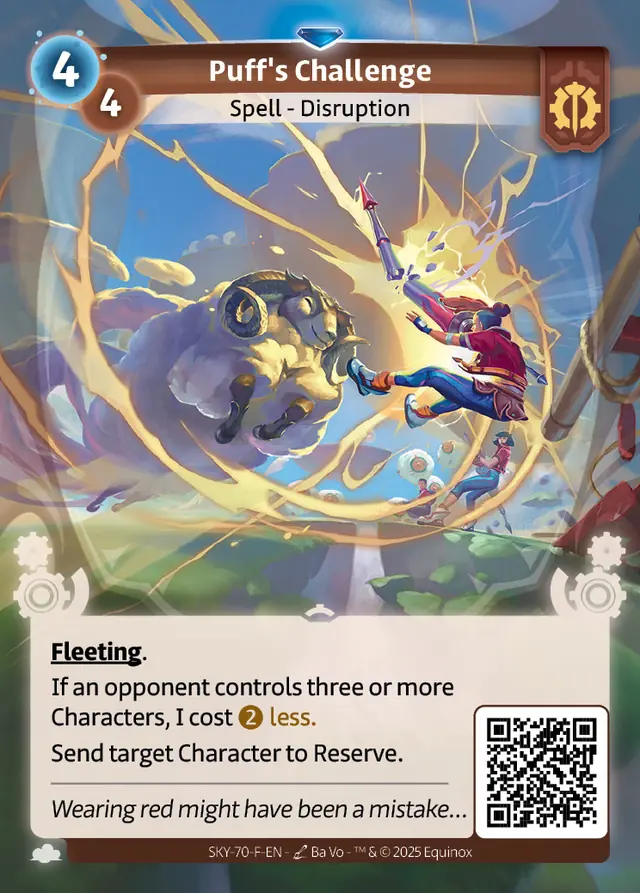 4
4
Puff's Challenge
Spell - Disruption
Fleeting.
If an opponent controls three or more
Characters, I cost 2 less.
Send target Character to Reserve.
Wearing red might have been a mistake...
SKY-70-F-EN - Ba Vo - ™ & © 2025 Equinox